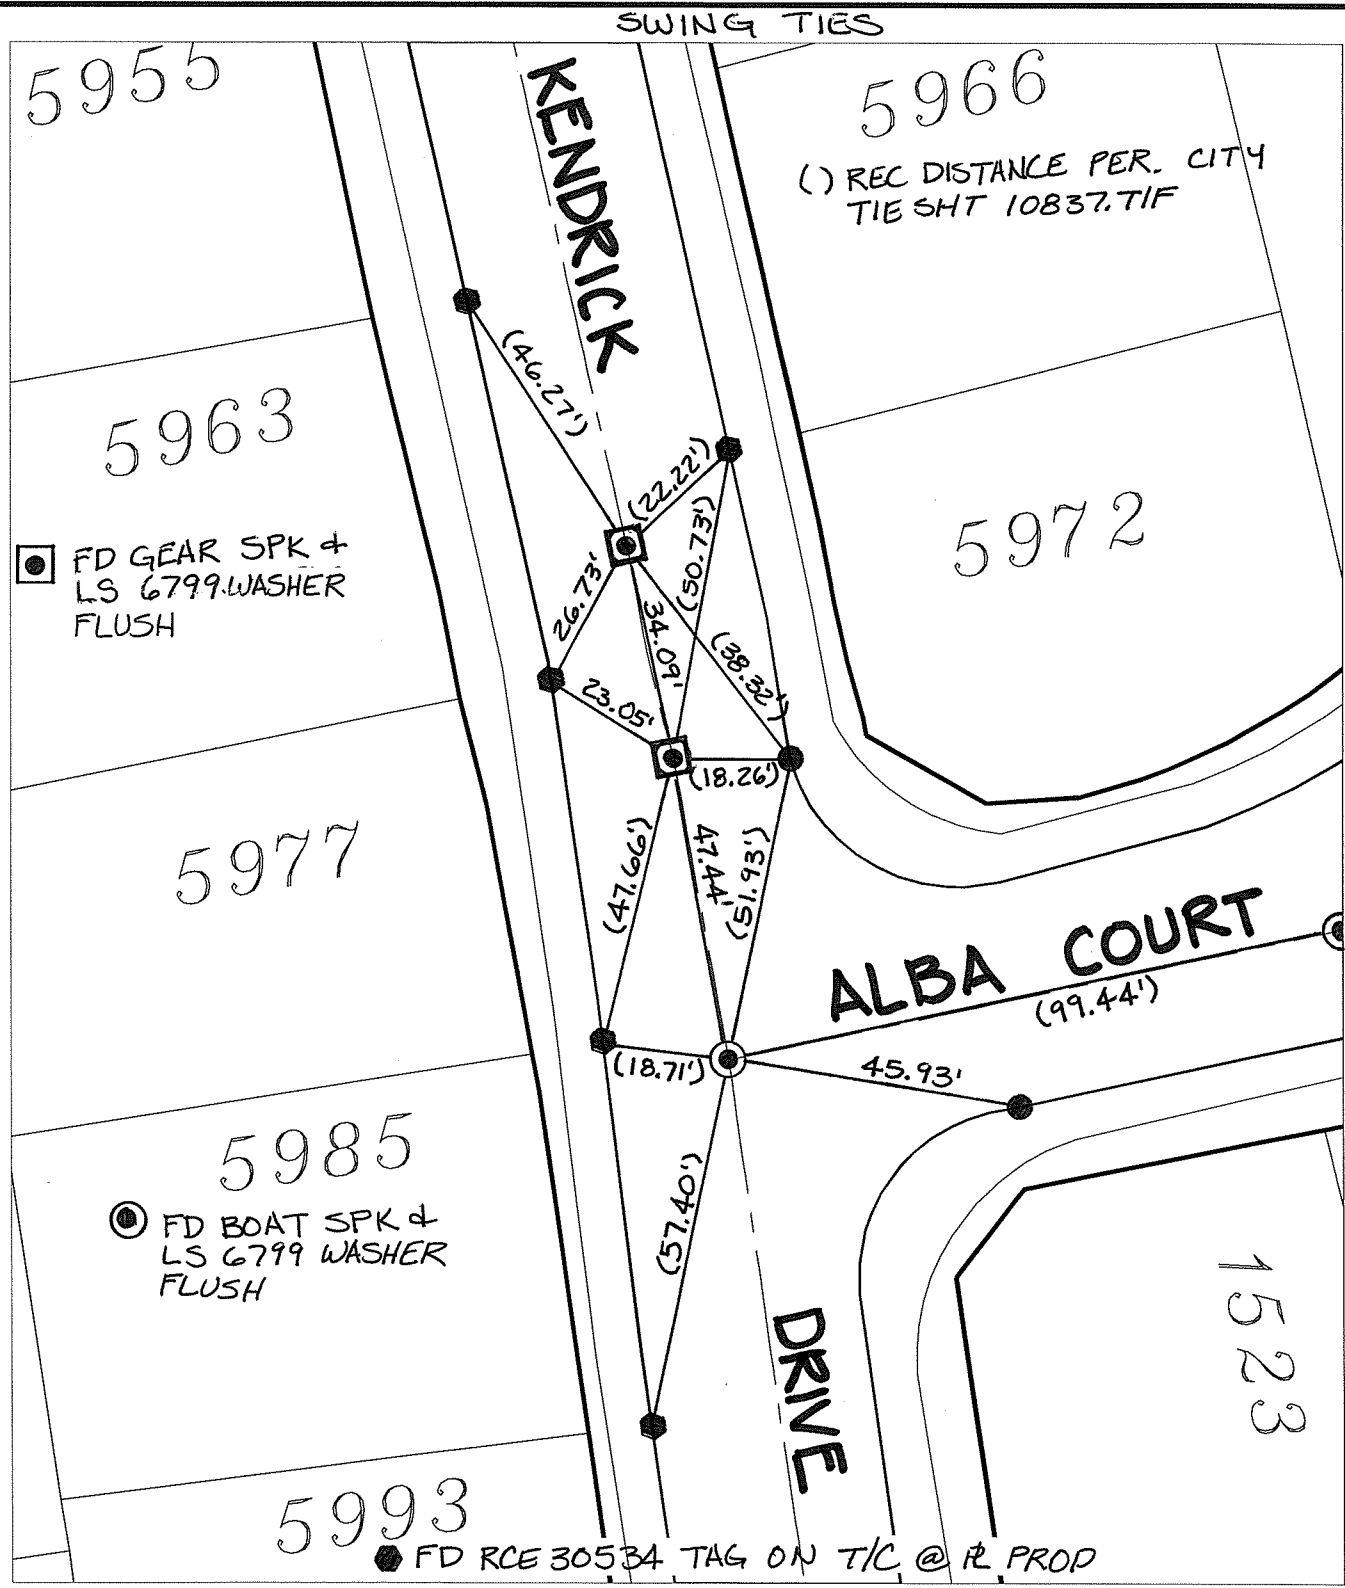 SWING TIES
5955
KENDRICK
5966
() REC DISTANCE PER. CITY
TIE SHT 10837.TIF
(46.27')
5963
(22.22')
(50.73')
5972
FD GEAR SPK &
LS 6799 WASHER
FLUSH
26.73'
34.09'
(38.32')
23.05'
(18.26')
5977
(47.66')
47.44'
(51.93')
ALBA COURT
(99.44')
(18.71')
45.93'
5985
FD BOAT SPK &
LS 6799 WASHER
FLUSH
(57.40')
1523
DRIVE
5993
FD RCE 30534 TAG ON T/C @ PL PROP